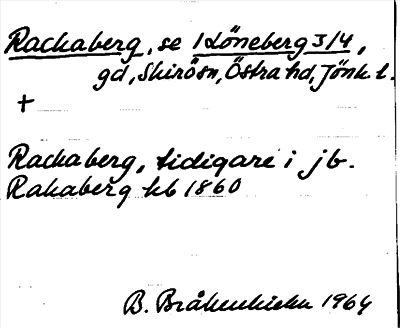 Rackaberg, se 1 Löneberg 3/4,
gd, Skirö sn, Östra hd, Jönk l.
+
Rackaberg, tidigare i jb.
Rakaberg kb 1860
B. Bråkenhielm 1964